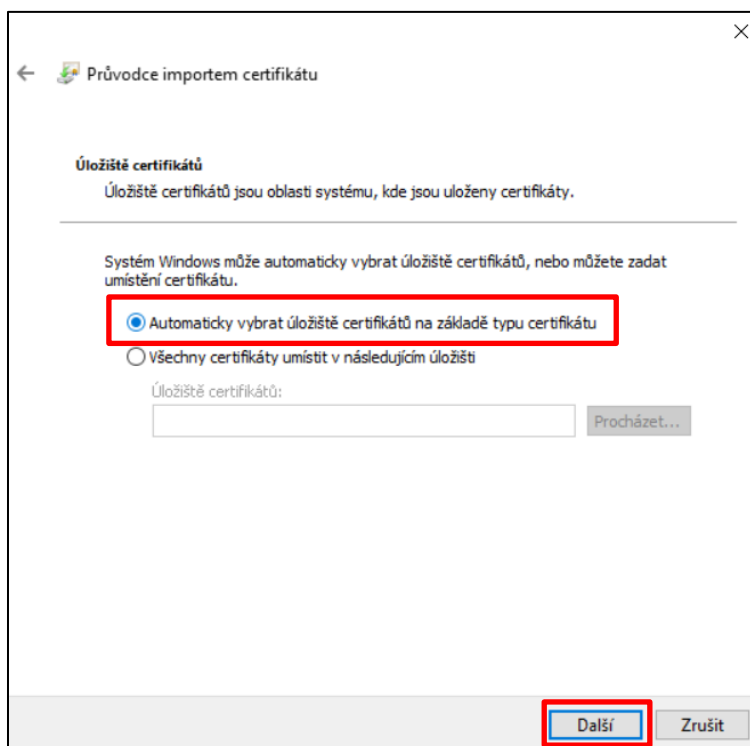 Průvodce importem certifikátu
Úložiště certifikátů
Úložiště certifikátů jsou oblasti systému, kde jsou uloženy certifikáty.
Systém Windows může automaticky vybrat úložiště certifikátů, nebo můžete zadat
umístění certifikátu.
Automaticky vybrat úložiště certifikátů na základě typu certifikátu
Všechny certifikáty umístit v následujícím úložišti
Úložiště certifikátů:
Procházet...
Další
Zrušit